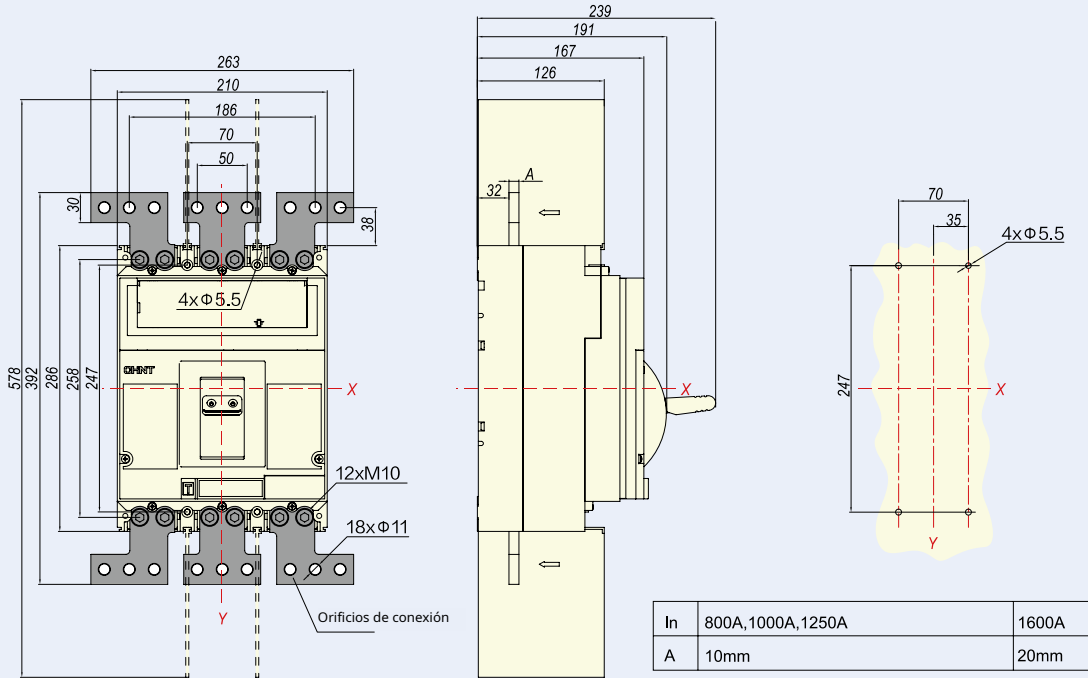 263
210
186
70
50
30
38
578
392
286
258
247
4xΦ5.5
CHNT
X
12xM10
18xΦ11
Orificios de conexión
Y
239
191
167
126
32
A
X
70
35
4xΦ5.5
247
X
Y
In 800A,1000A,1250A 1600A
A 10mm 20mm